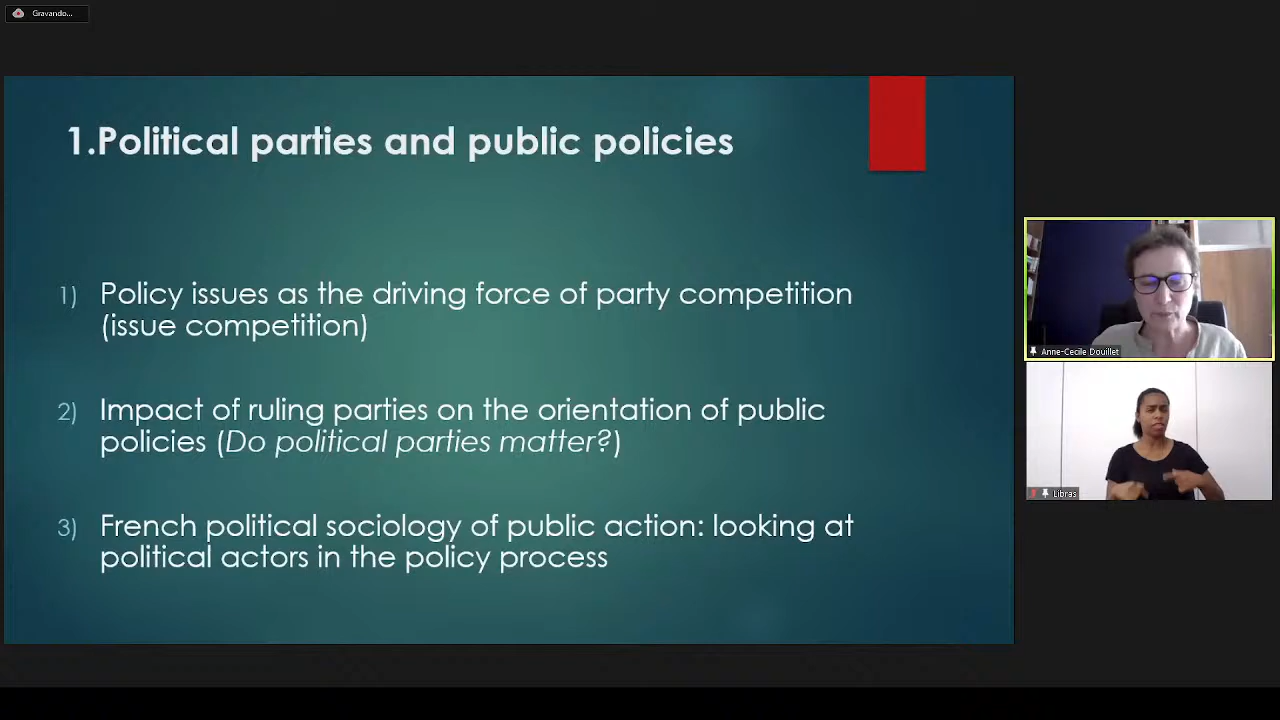 Gravando...
1.Political parties and public policies
1) Policy issues as the driving force of party competition
(issue competition)
2) Impact of ruling parties on the orientation of public
policies (Do political parties matter?)
3) French political sociology of public action: looking at
political actors in the policy process
Anne-Cecile Douillet
Libras